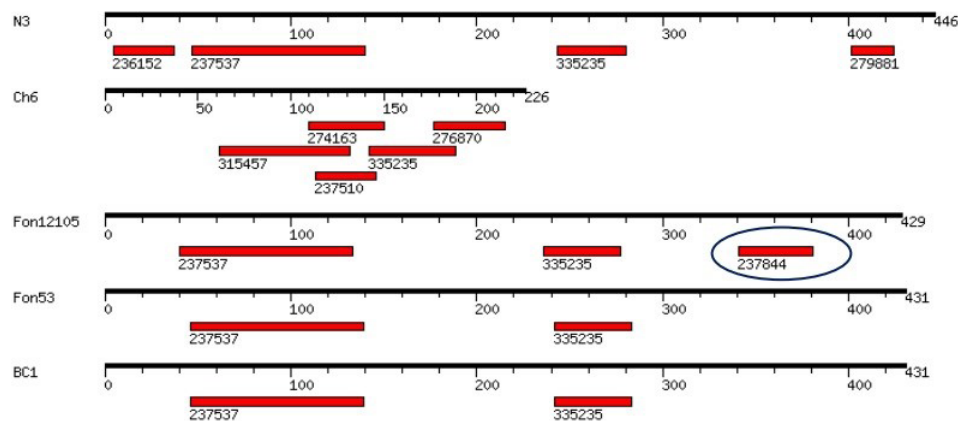 N3
0 100 200 300 400 446
236152 237537 335235 279881
Ch6
0 50 100 150 200 226
274163 276870
315457 335235
237510
Fon12105
0 100 200 300 400 429
237537 335235 237844
Fon53
0 100 200 300 400 431
237537 335235
BC1
0 100 200 300 400 431
237537 335235